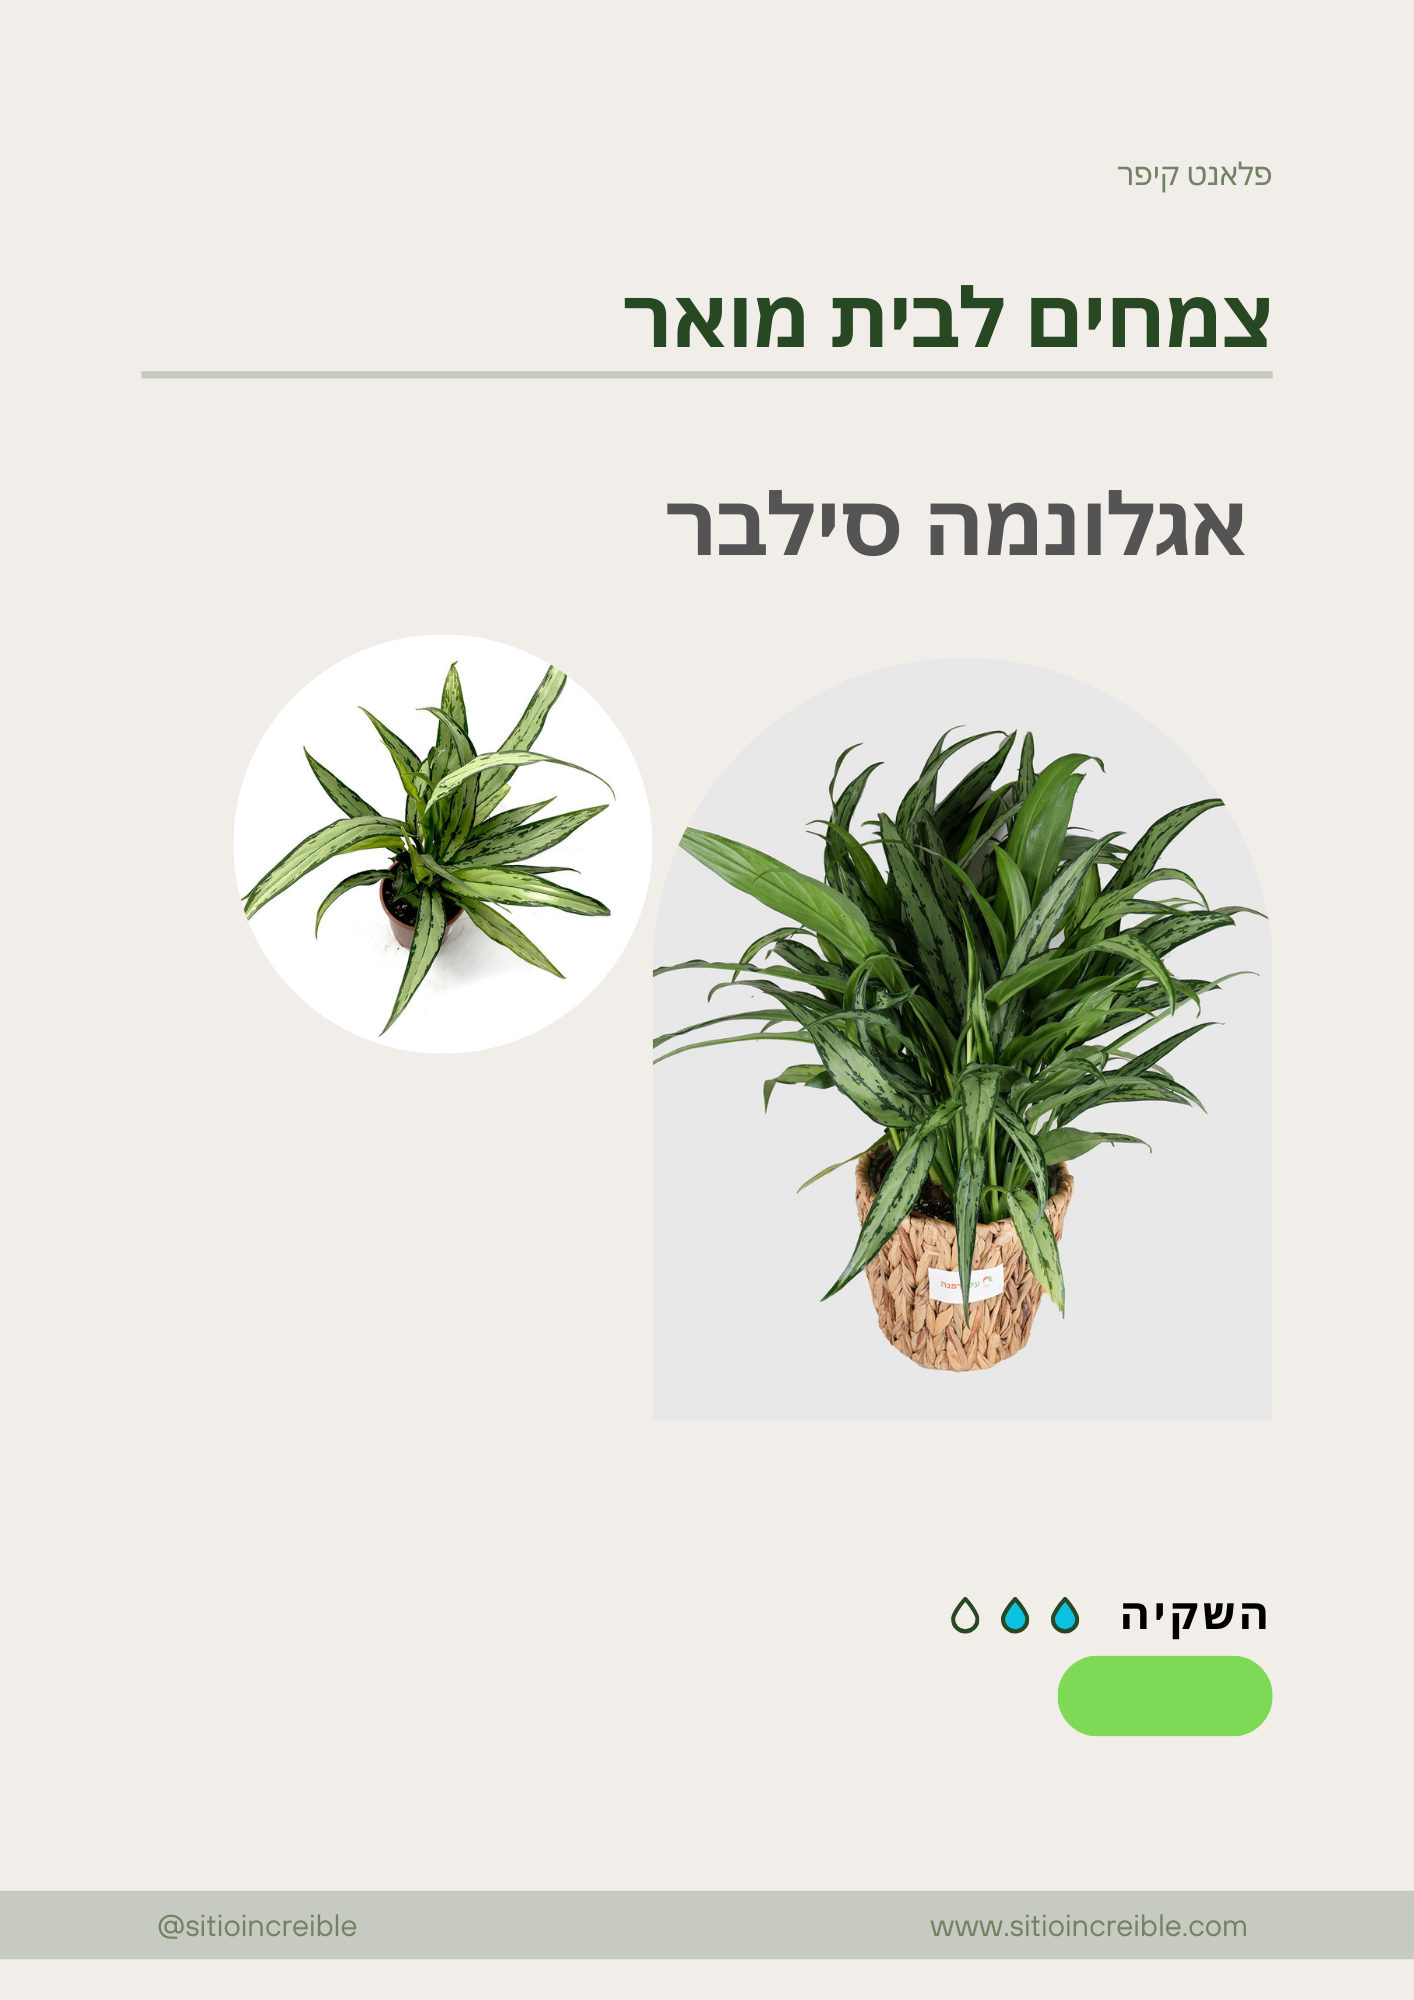 פלאנט קיפר
צמחים לבית מואר
אגלונמה סילבר
השקיה
@sitioincreible
www.sitioincreible.com